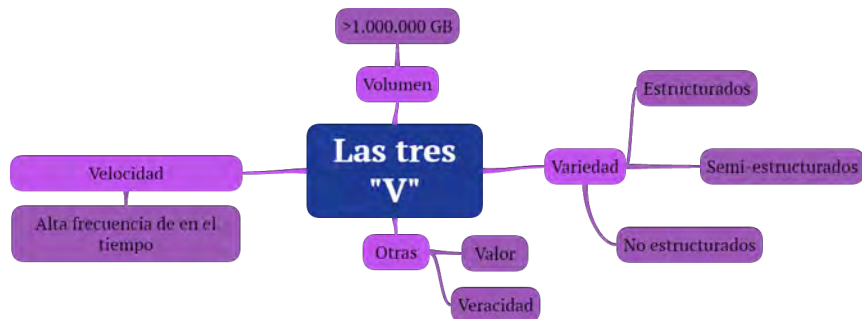 >1.000.000 GB
Volumen
Las tres
"V"
Velocidad
Alta frecuencia de en el
tiempo
Variedad
Estructurados
Semi-estructurados
No estructurados
Otras
Valor
Veracidad